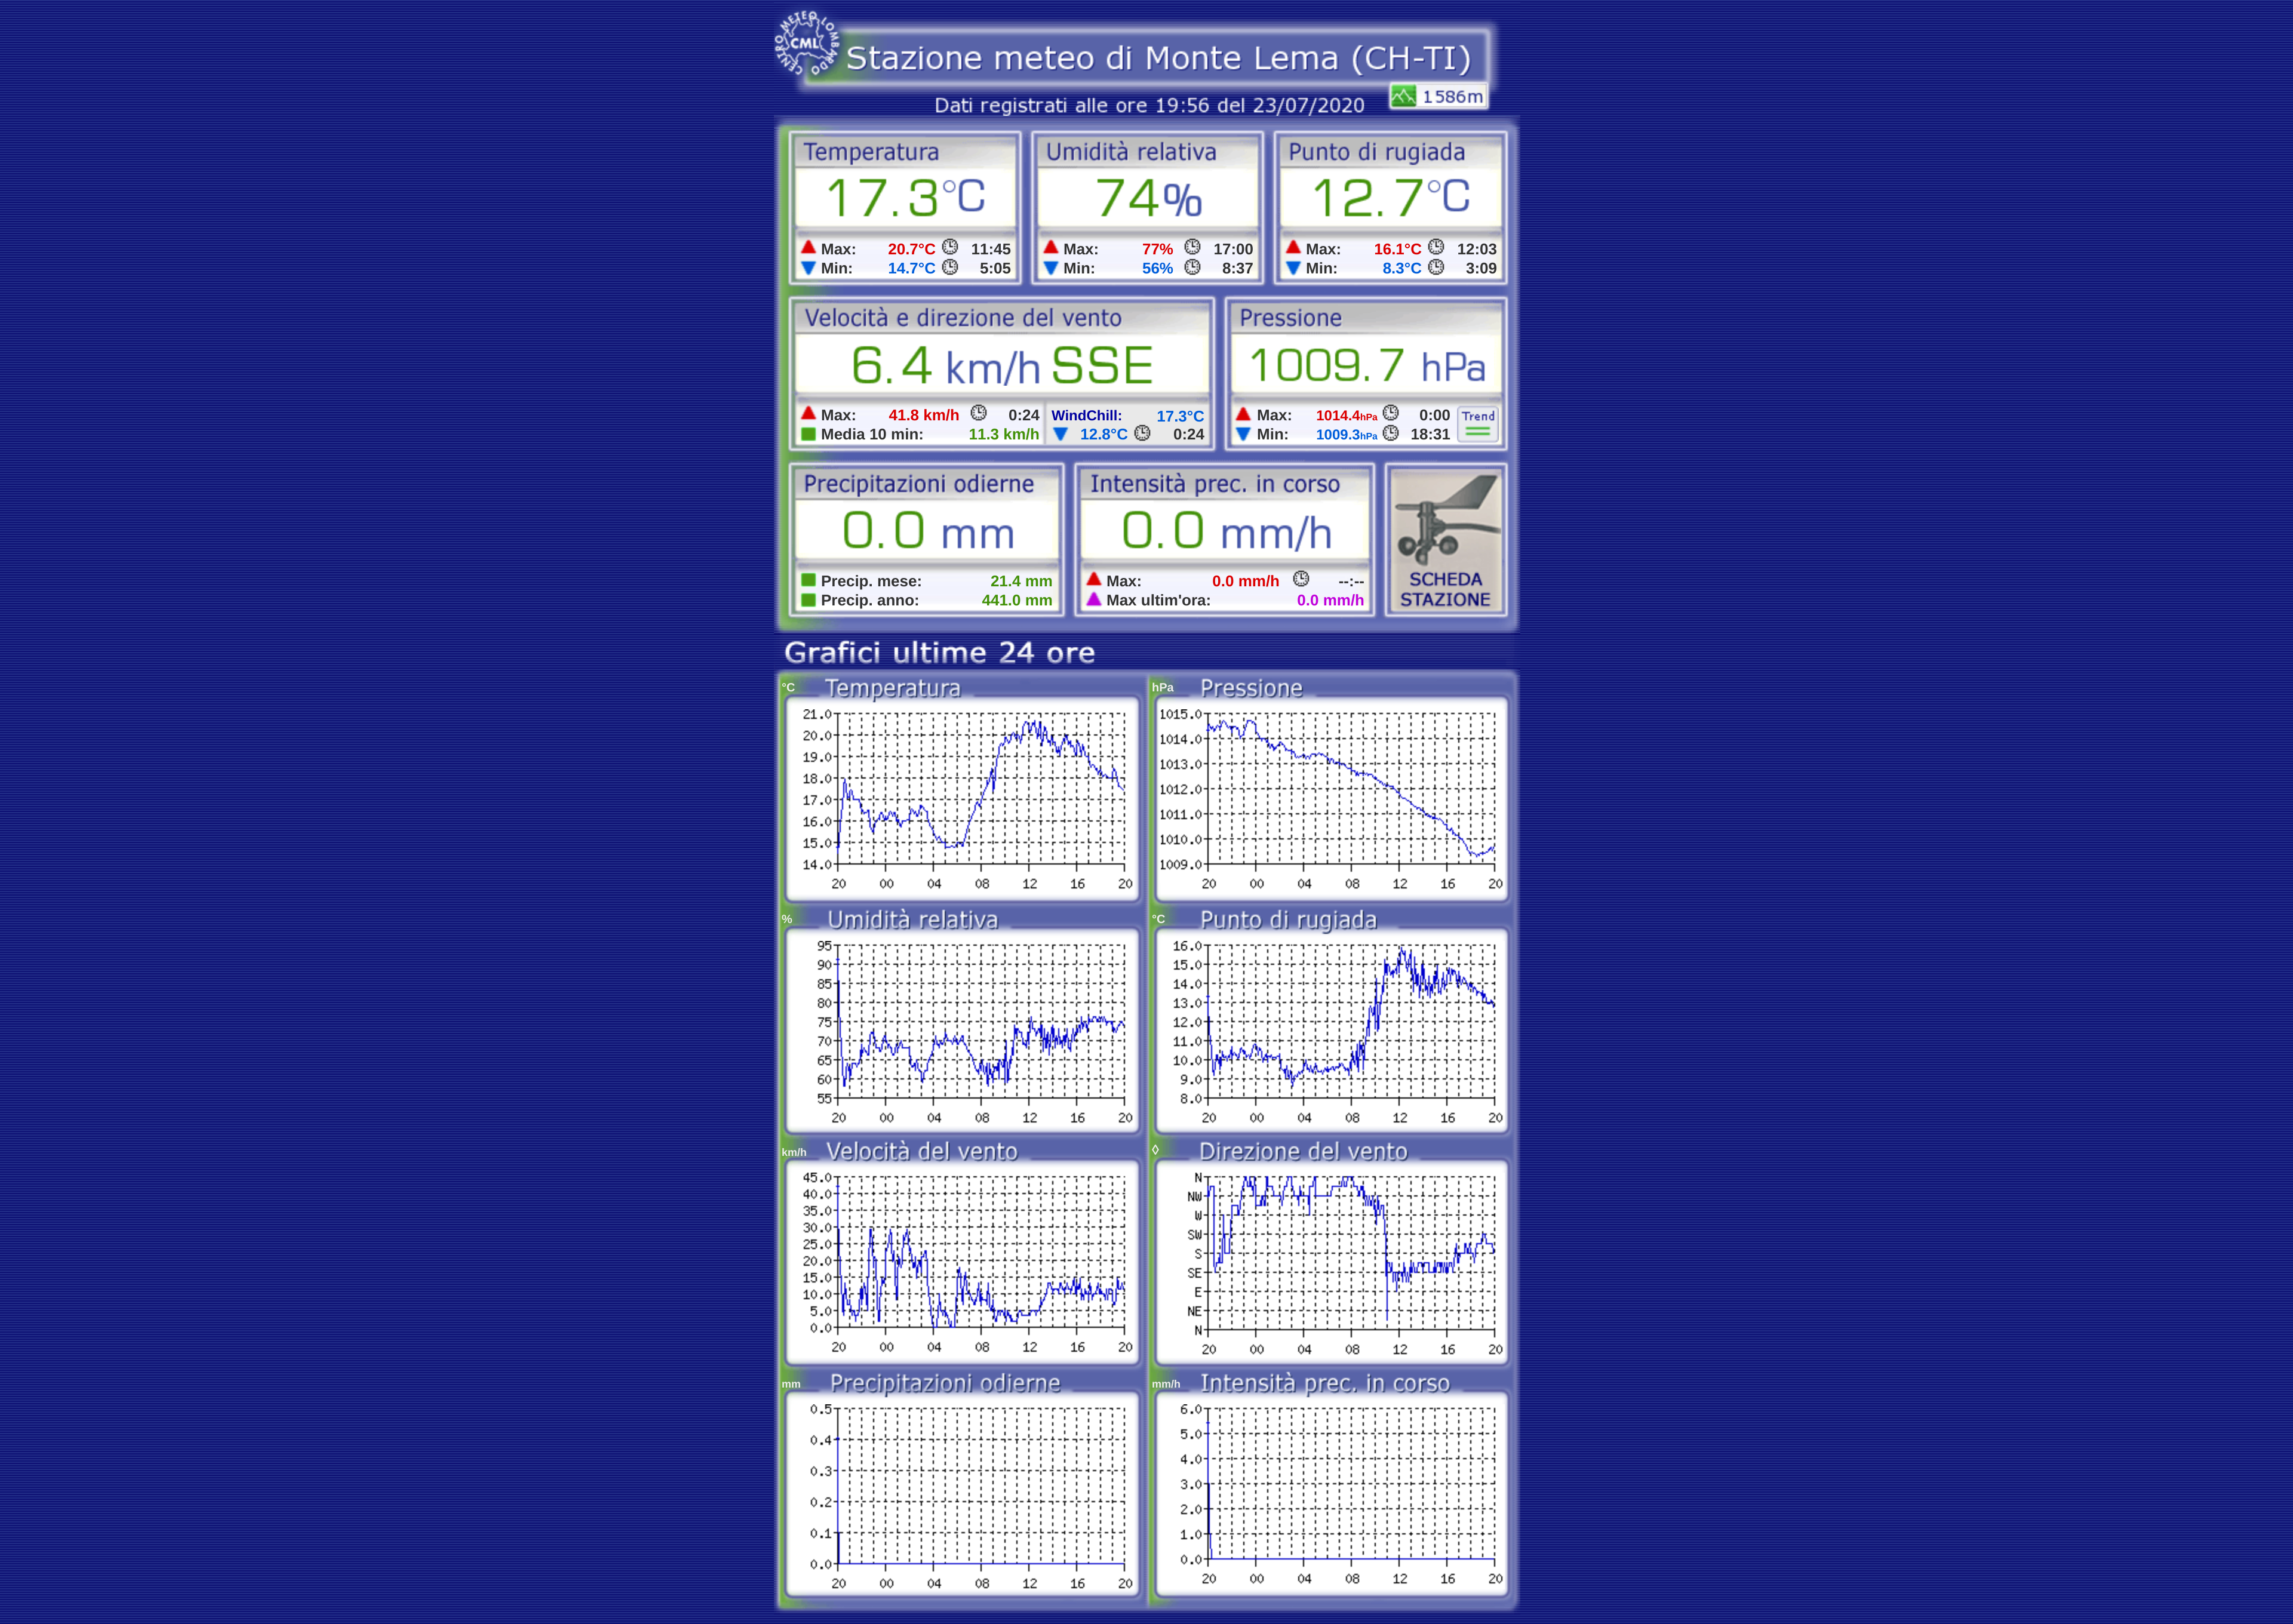 CENTRO METEO LOMBARDO
CML
Stazione meteo di Monte Lema (CH-TI)
Dati registrati alle ore 19:56 del 23/07/2020
1586m
Temperatura
17.3°C
Max: 20.7°C 11:45
Min: 14.7°C 5:05
Umidità relativa
74%
Max: 77% 17:00
Min: 56% 8:37
Punto di rugiada
12.7°C
Max: 16.1°C 12:03
Min: 8.3°C 3:09
Velocità e direzione del vento
6.4 km/h SSE
Max: 41.8 km/h 0:24
Media 10 min: 11.3 km/h
WindChill: 17.3°C
12.8°C 0:24
Pressione
1009.7 hPa
Max: 1014.4hPa 0:00
Min: 1009.3hPa 18:31
Trend
Precipitazioni odierne
0.0 mm
Precip. mese: 21.4 mm
Precip. anno: 441.0 mm
Intensità prec. in corso
0.0 mm/h
Max: 0.0 mm/h --:--
Max ultim'ora: 0.0 mm/h
SCHEDA
STAZIONE
Grafici ultime 24 ore
°C Temperatura
21.0
20.0
19.0
18.0
17.0
16.0
15.0
14.0
20 00 04 08 12 16 20
hPa Pressione
1015.0
1014.0
1013.0
1012.0
1011.0
1010.0
1009.0
20 00 04 08 12 16 20
% Umidità relativa
95
90
85
80
75
70
65
60
55
20 00 04 08 12 16 20
°C Punto di rugiada
16.0
15.0
14.0
13.0
12.0
11.0
10.0
9.0
8.0
20 00 04 08 12 16 20
km/h Velocità del vento
45.0
40.0
35.0
30.0
25.0
20.0
15.0
10.0
5.0
0.0
20 00 04 08 12 16 20
◊ Direzione del vento
N
NW
W
SW
S
SE
E
NE
N
20 00 04 08 12 16 20
mm Precipitazioni odierne
0.5
0.4
0.3
0.2
0.1
0.0
20 00 04 08 12 16 20
mm/h Intensità prec. in corso
6.0
5.0
4.0
3.0
2.0
1.0
0.0
20 00 04 08 12 16 20